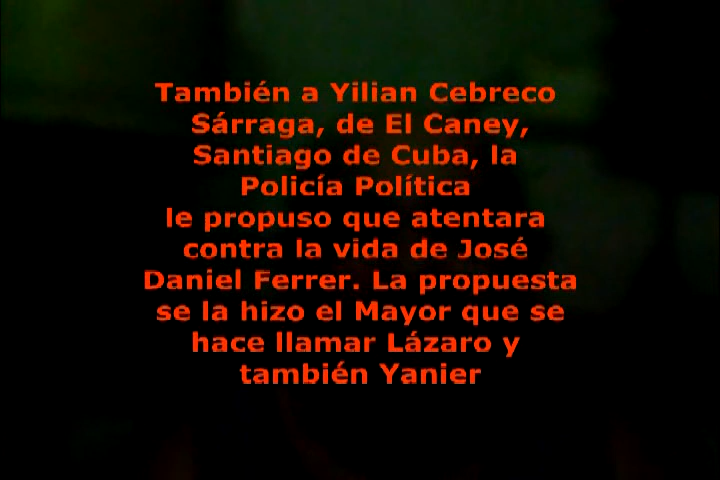 También a Yilian Cebreco
Sárraga, de El Caney,
Santiago de Cuba, la
Policía Política
le propuso que atentara
contra la vida de José
Daniel Ferrer. La propuesta
se la hizo el Mayor que se
hace llamar Lázaro y
también Yanier